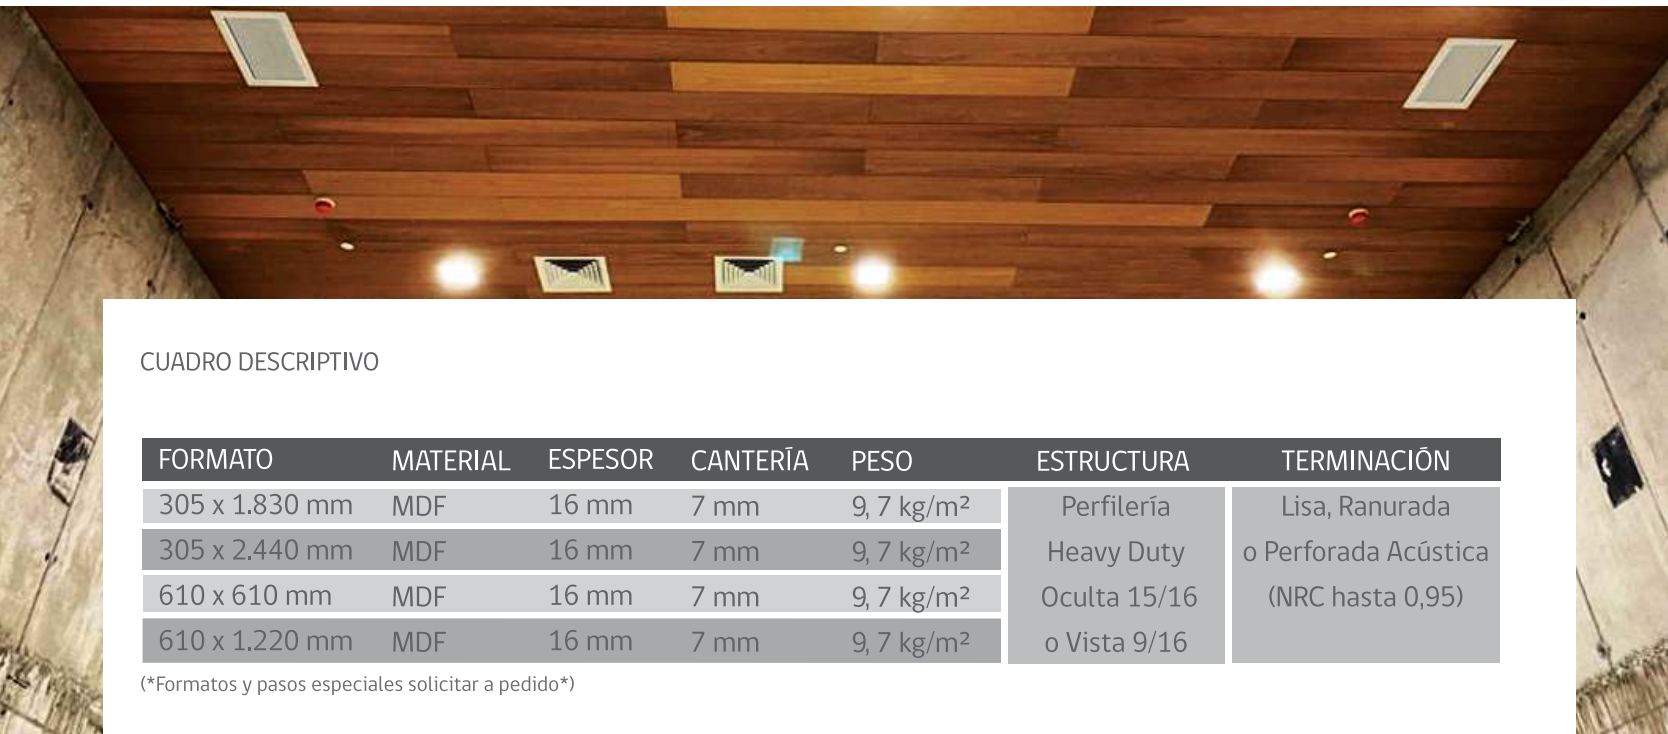 CUADRO DESCRIPTIVO
FORMATO MATERIAL ESPESOR CANTERÍA PESO ESTRUCTURA TERMINACIÓN
305 x 1.830 mm MDF 16 mm 7 mm 9, 7 kg/m² Perfilería Lisa, Ranurada
305 x 2.440 mm MDF 16 mm 7 mm 9, 7 kg/m² Heavy Duty o Perforada Acústica
610 x 610 mm MDF 16 mm 7 mm 9, 7 kg/m² Oculta 15/16 (NRC hasta 0,95)
610 x 1.220 mm MDF 16 mm 7 mm 9, 7 kg/m² o Vista 9/16
(*Formatos y pasos especiales solicitar a pedido*)